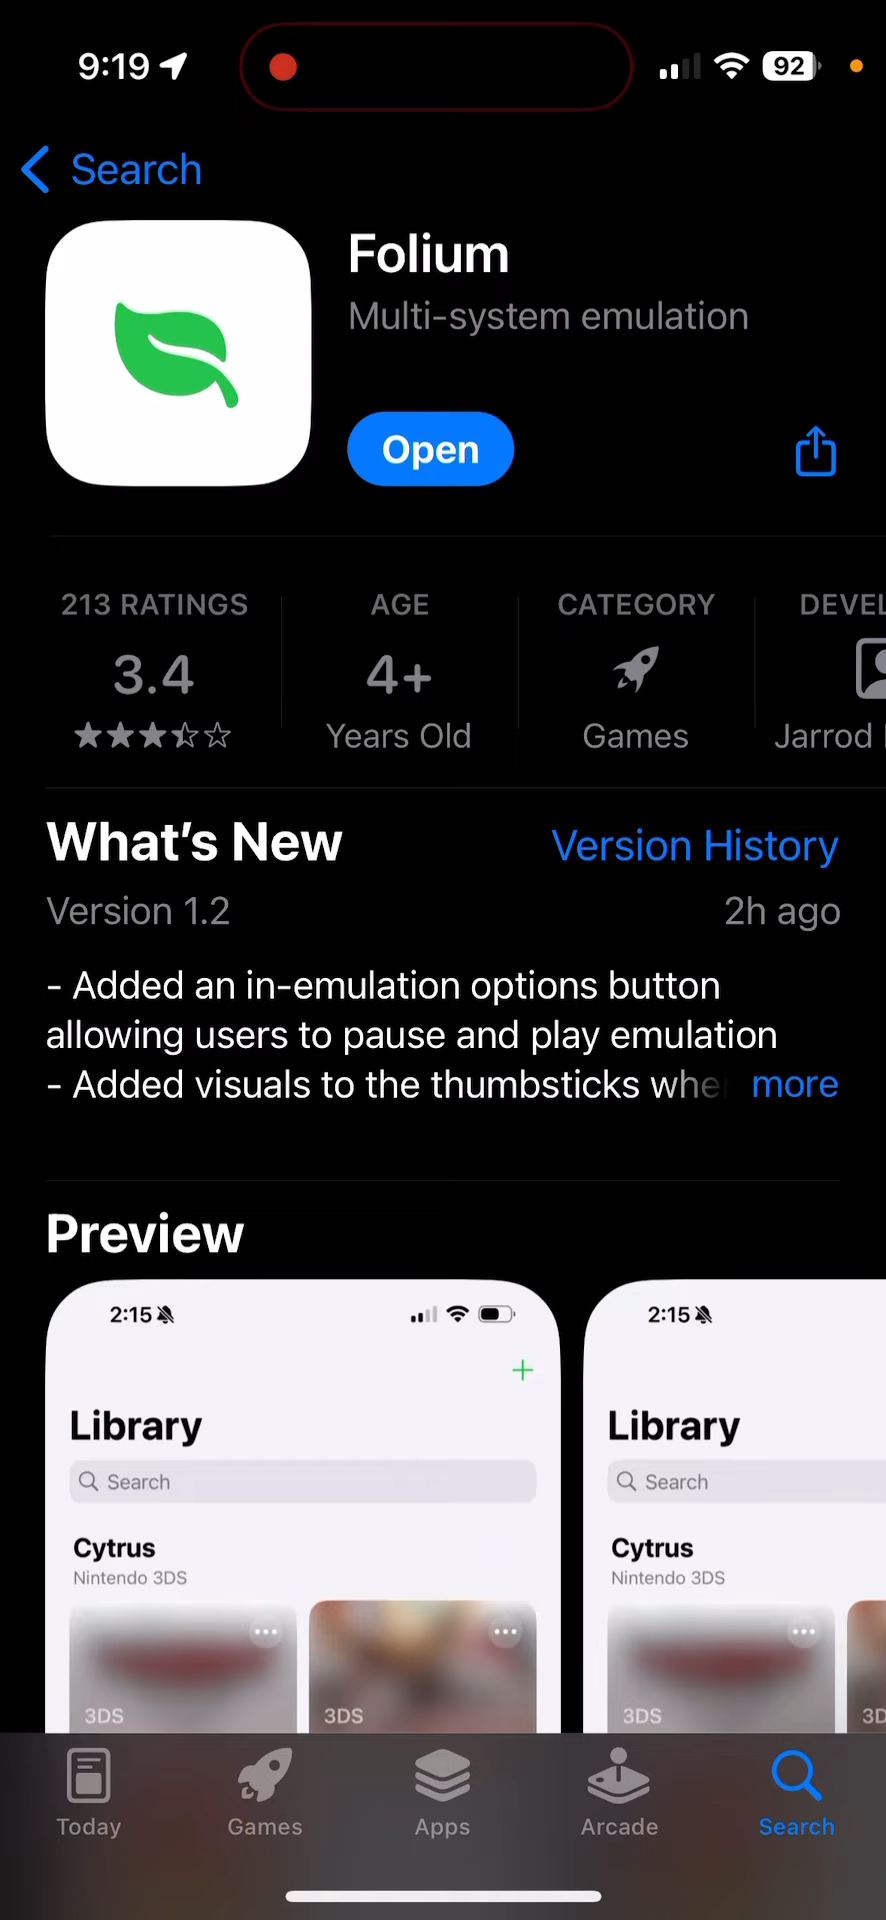 9:19
92
Search
Folium
Multi-system emulation
Open
213 RATINGS
AGE
CATEGORY
3.4
4+
Years Old
Games
Jarrod
What's New
Version History
Version 1.2
2h ago
- Added an in-emulation options button
allowing users to pause and play emulation
- Added visuals to the thumbsticks
more
Preview
2:15
2:15
Library
Library
Search
Search
Cytrus
Cytrus
Nintendo 3DS
Nintendo 3DS
3DS
3DS
3DS
Today
Games
Apps
Arcade
Search